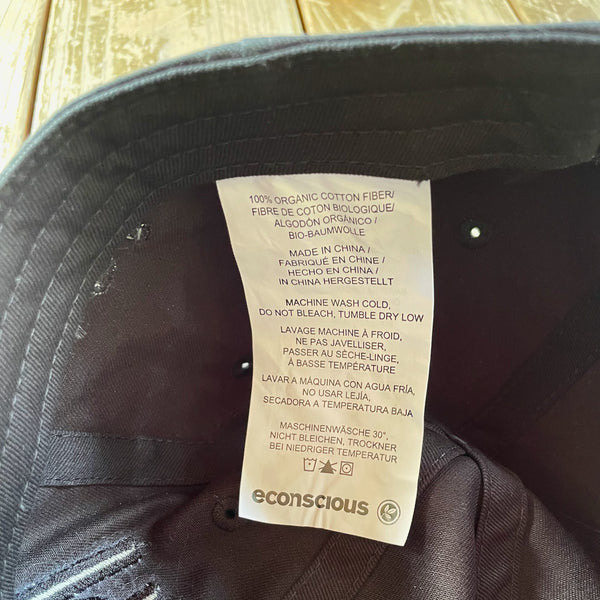 100% ORGANIC COTTON FIBER/
FIBRE DE COTON BIOLOGIQUE/
ALGODÓN ORGÁNICO /
BIO-BAUMWOLLE
MADE IN CHINA /
FABRIQUÉ EN CHINE /
HECHO EN CHINA /
IN CHINA HERGESTELLT
MACHINE WASH COLD,
DO NOT BLEACH, TUMBLE DRY LOW
LAVAGE MACHINE À FROID,
NE PAS JAVELLISER,
PASSER AU SÈCHE-LINGE,
À BASSE TEMPÉRATURE
LAVAR A MÁQUINA CON AGUA FRÍA,
NO USAR LEJÍA,
SECADORA A TEMPERATURA BAJA
MASCHINENWÄSCHE 30°,
NICHT BLEICHEN, TROCKNER
BEI NIEDRIGER TEMPERATUR
econscious